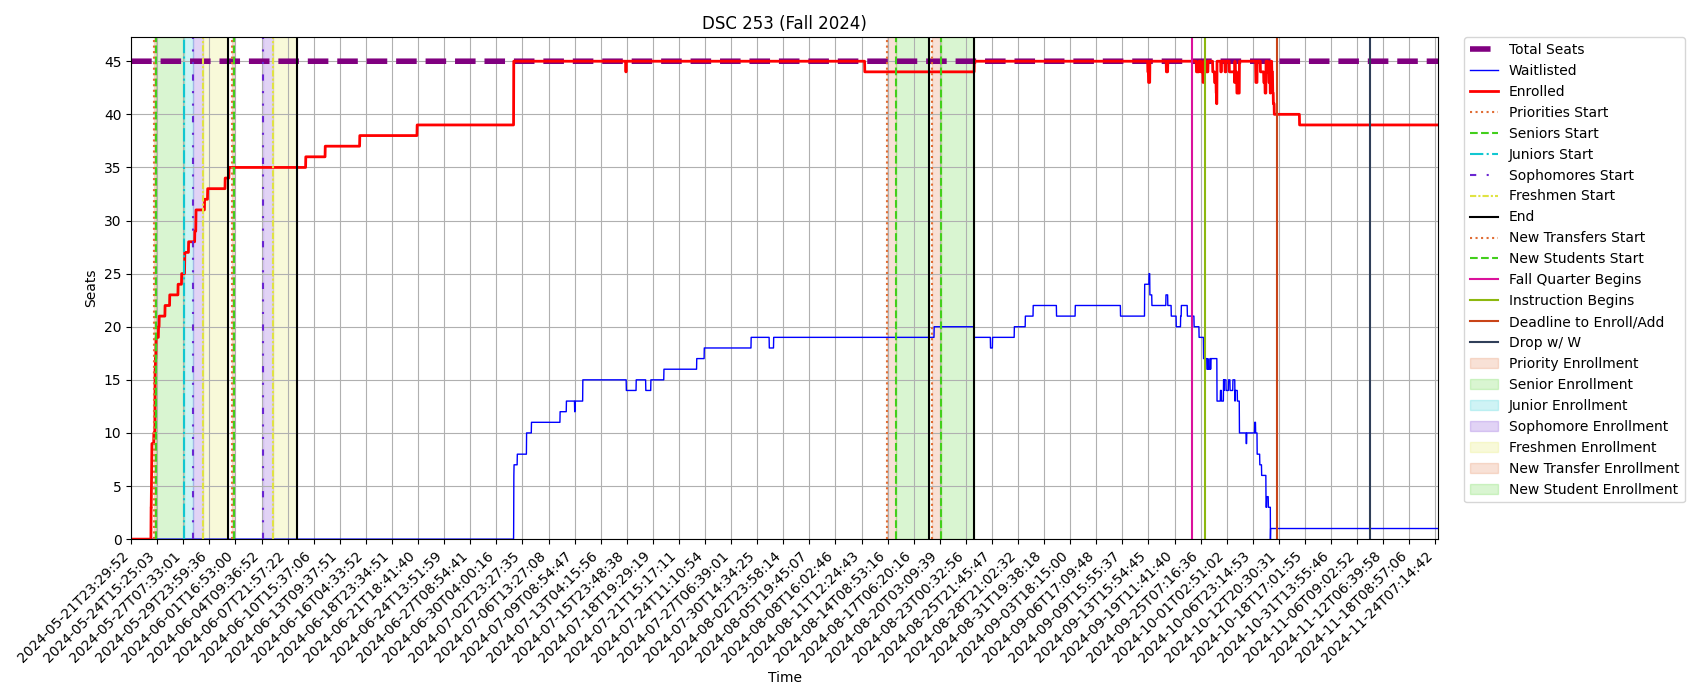 DSC 253 (Fall 2024)
Seats
45
40
35
30
25
20
15
10
5
0
2024-05-21T23:29:52
2024-05-24T15:25:03
2024-05-27T07:33:01
2024-05-29T23:59:36
2024-06-01T16:53:00
2024-06-04T09:36:52
2024-06-07T21:57:22
2024-06-10T15:37:06
2024-06-13T09:37:51
2024-06-16T04:33:52
2024-06-18T23:34:51
2024-06-21T18:41:40
2024-06-24T13:51:59
2024-06-27T08:54:41
2024-06-30T04:00:16
2024-07-02T23:27:35
2024-07-06T13:27:08
2024-07-09T08:54:47
2024-07-13T04:15:56
2024-07-15T23:48:38
2024-07-18T19:29:19
2024-07-21T15:17:11
2024-07-24T11:10:54
2024-07-27T06:39:01
2024-07-30T14:34:25
2024-08-02T23:58:14
2024-08-05T19:45:07
2024-08-08T16:02:46
2024-08-11T12:24:43
2024-08-14T08:53:16
2024-08-17T06:20:16
2024-08-20T03:09:39
2024-08-23T00:32:56
2024-08-25T21:45:47
2024-08-28T21:02:32
2024-08-31T19:38:18
2024-09-03T18:15:00
2024-09-06T17:09:48
2024-09-09T15:55:37
2024-09-13T15:54:45
2024-09-19T11:41:40
2024-09-25T07:16:36
2024-10-01T02:51:02
2024-10-06T23:14:53
2024-10-12T20:30:31
2024-10-18T17:01:55
2024-10-31T13:55:46
2024-11-06T09:02:52
2024-11-12T06:39:58
2024-11-18T08:57:06
2024-11-24T07:14:42
Time
Total Seats
Waitlisted
Enrolled
Priorities Start
Seniors Start
Juniors Start
Sophomores Start
Freshmen Start
End
New Transfers Start
New Students Start
Fall Quarter Begins
Instruction Begins
Deadline to Enroll/Add
Drop w/ W
Priority Enrollment
Senior Enrollment
Junior Enrollment
Sophomore Enrollment
Freshmen Enrollment
New Transfer Enrollment
New Student Enrollment